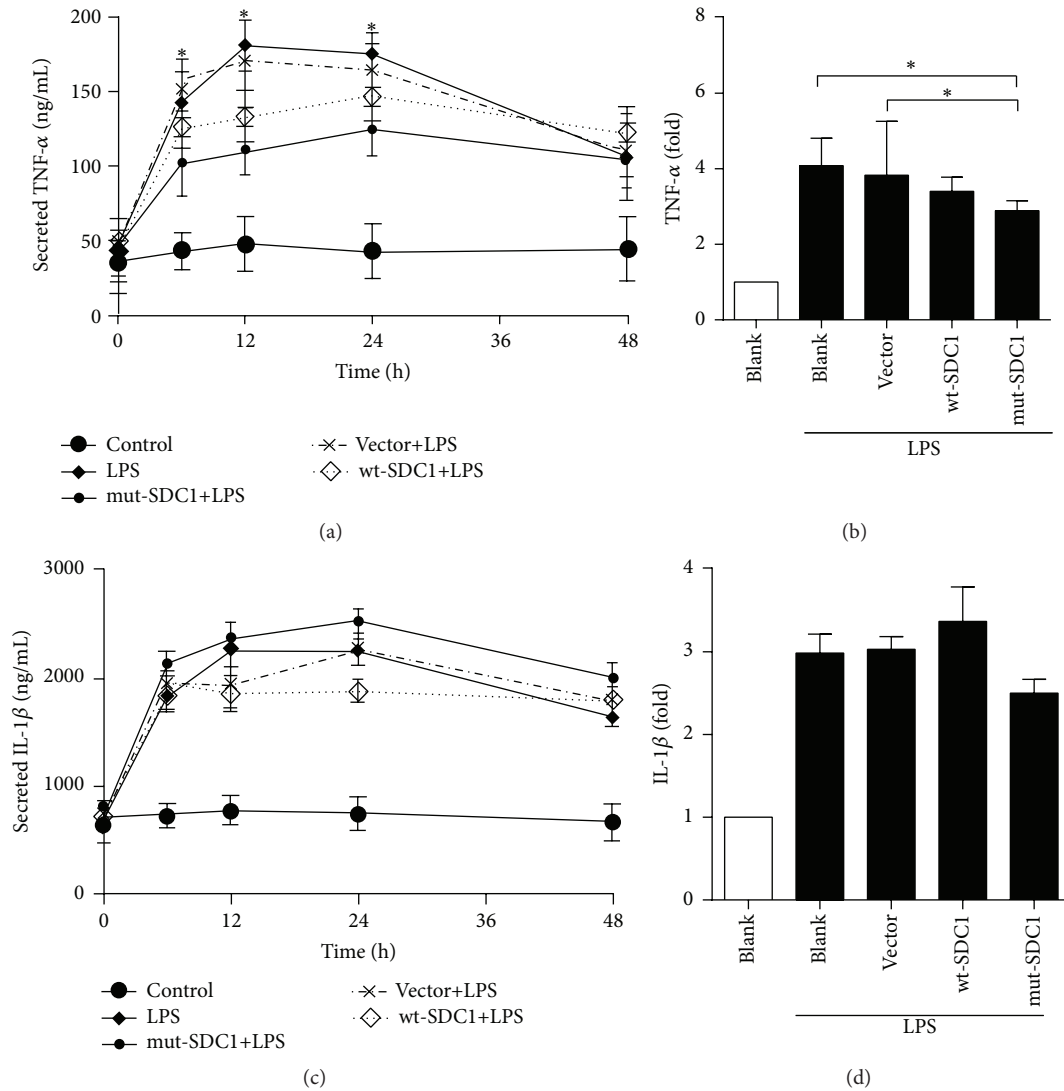 200
150
100
50
0
Secreted TNF-α (ng/mL)
*
*
*
0
12
24
36
48
Time (h)
Control
LPS
mut-SDC1+LPS
Vector+LPS
wt-SDC1+LPS
(a)
8
6
4
2
0
TNF-α (fold)
*
*
Blank
Blank
Vector
wt-SDC1
mut-SDC1
LPS
(b)
3000
2000
1000
0
Secreted IL-1β (ng/mL)
0
12
24
36
48
Time (h)
Control
LPS
mut-SDC1+LPS
Vector+LPS
wt-SDC1+LPS
(c)
4
3
2
1
0
IL-1β (fold)
Blank
Blank
Vector
wt-SDC1
mut-SDC1
LPS
(d)